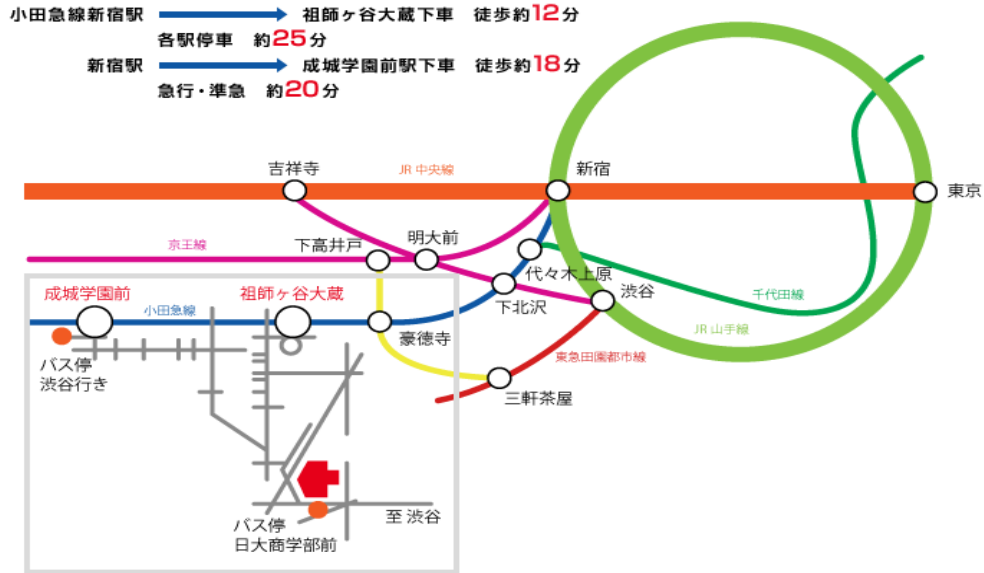 小田急線新宿駅 祖師ヶ谷大蔵下車 徒歩約12分
各駅停車 約25分
新宿駅 成城学園前駅下車 徒歩約18分
急行・準急 約20分
吉祥寺
JR中央線
新宿
東京
京王線
下高井戸
明大前
代々木上原
成城学園前
小田急線
祖師ヶ谷大蔵
豪徳寺
下北沢
渋谷
千代田線
JR山手線
東急田園都市線
三軒茶屋
バス停
渋谷行き
バス停
日大商学部前
至 渋谷